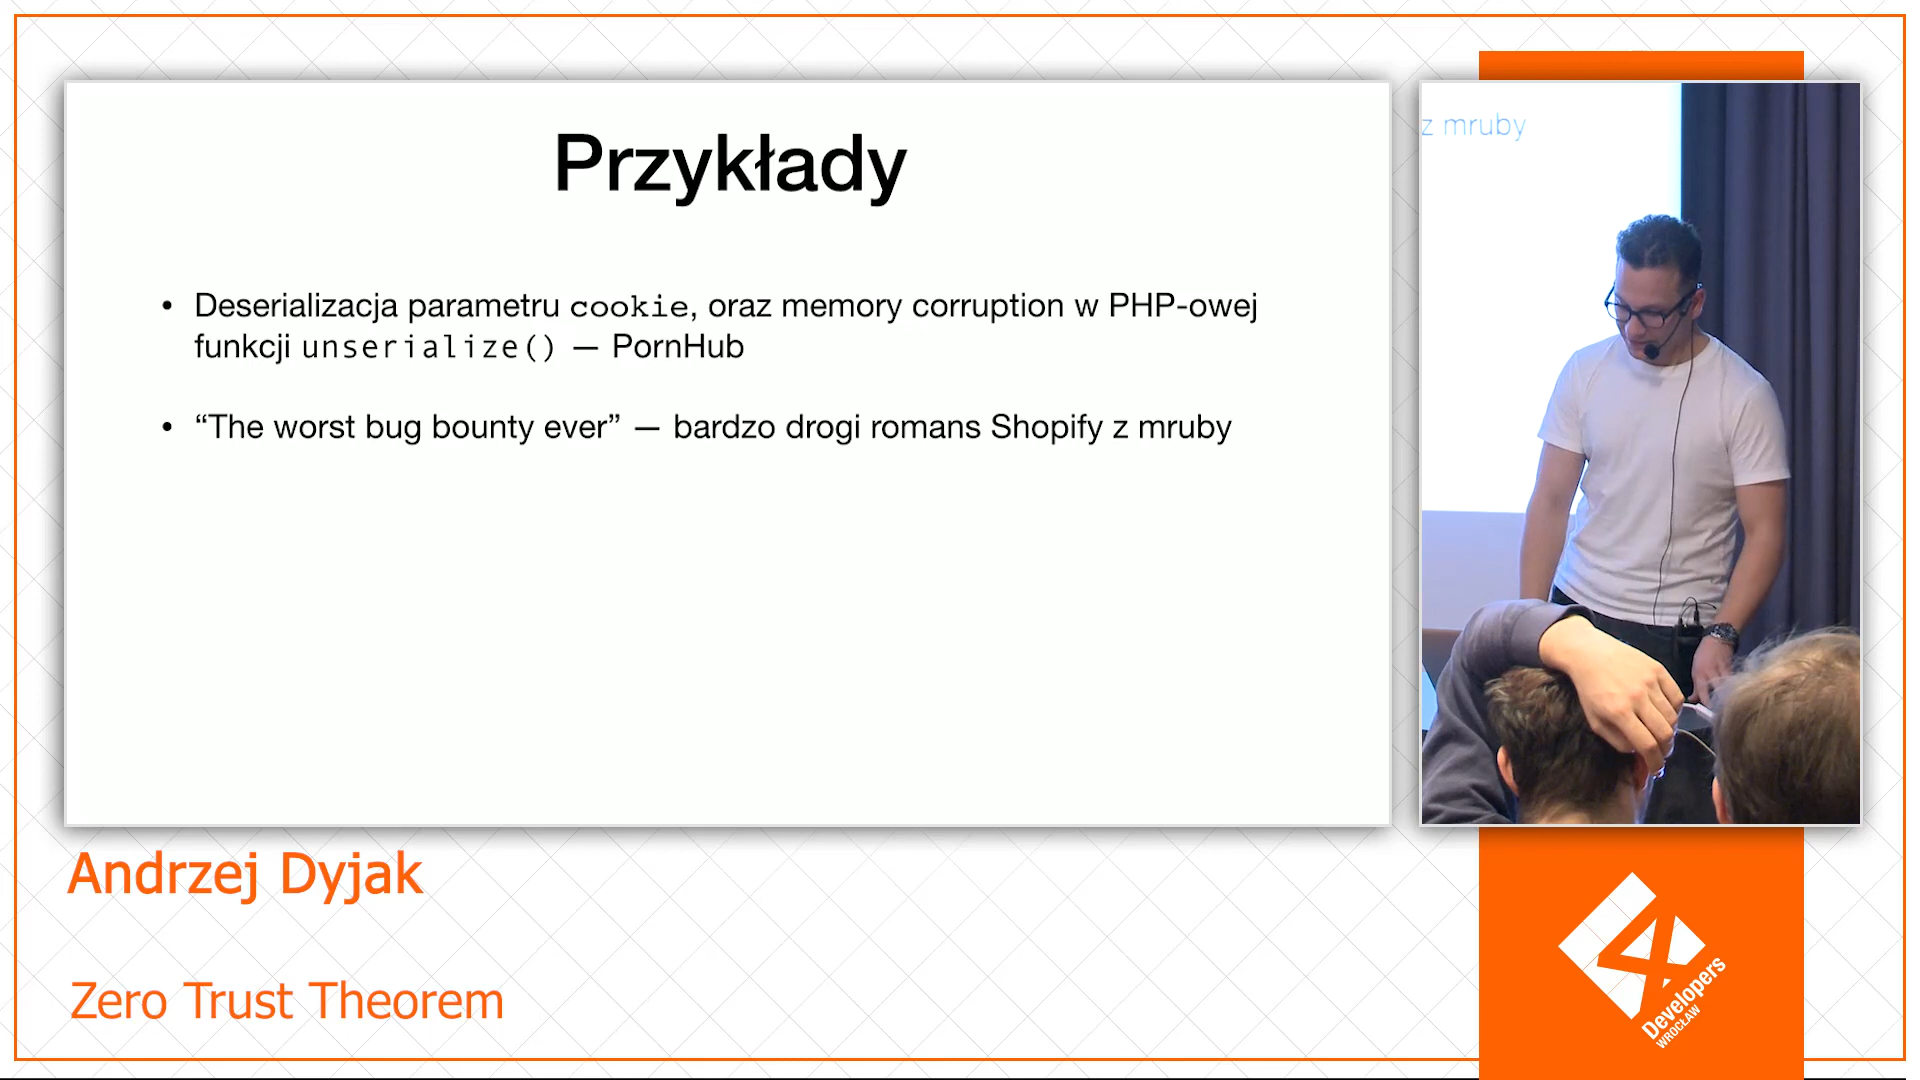 Przykłady
• Deserializacja parametru cookie, oraz memory corruption w PHP-owej
funkcji unserialize() — PornHub
• “The worst bug bounty ever” — bardzo drogi romans Shopify z mruby
z mruby
Andrzej Dyjak
Zero Trust Theorem
4
Developers
WROCŁAW